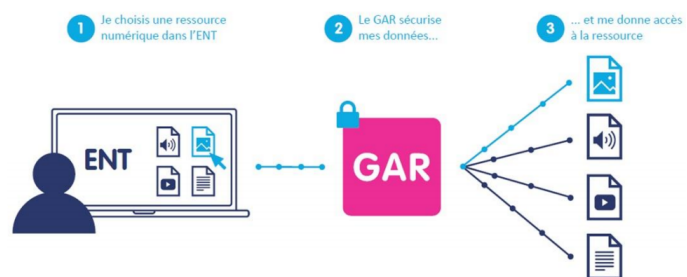 1 Je choisis une ressource
numérique dans l'ENT
2 Le GAR sécurise
mes données...
3 ... et me donne accès
à la ressource
ENT
GAR